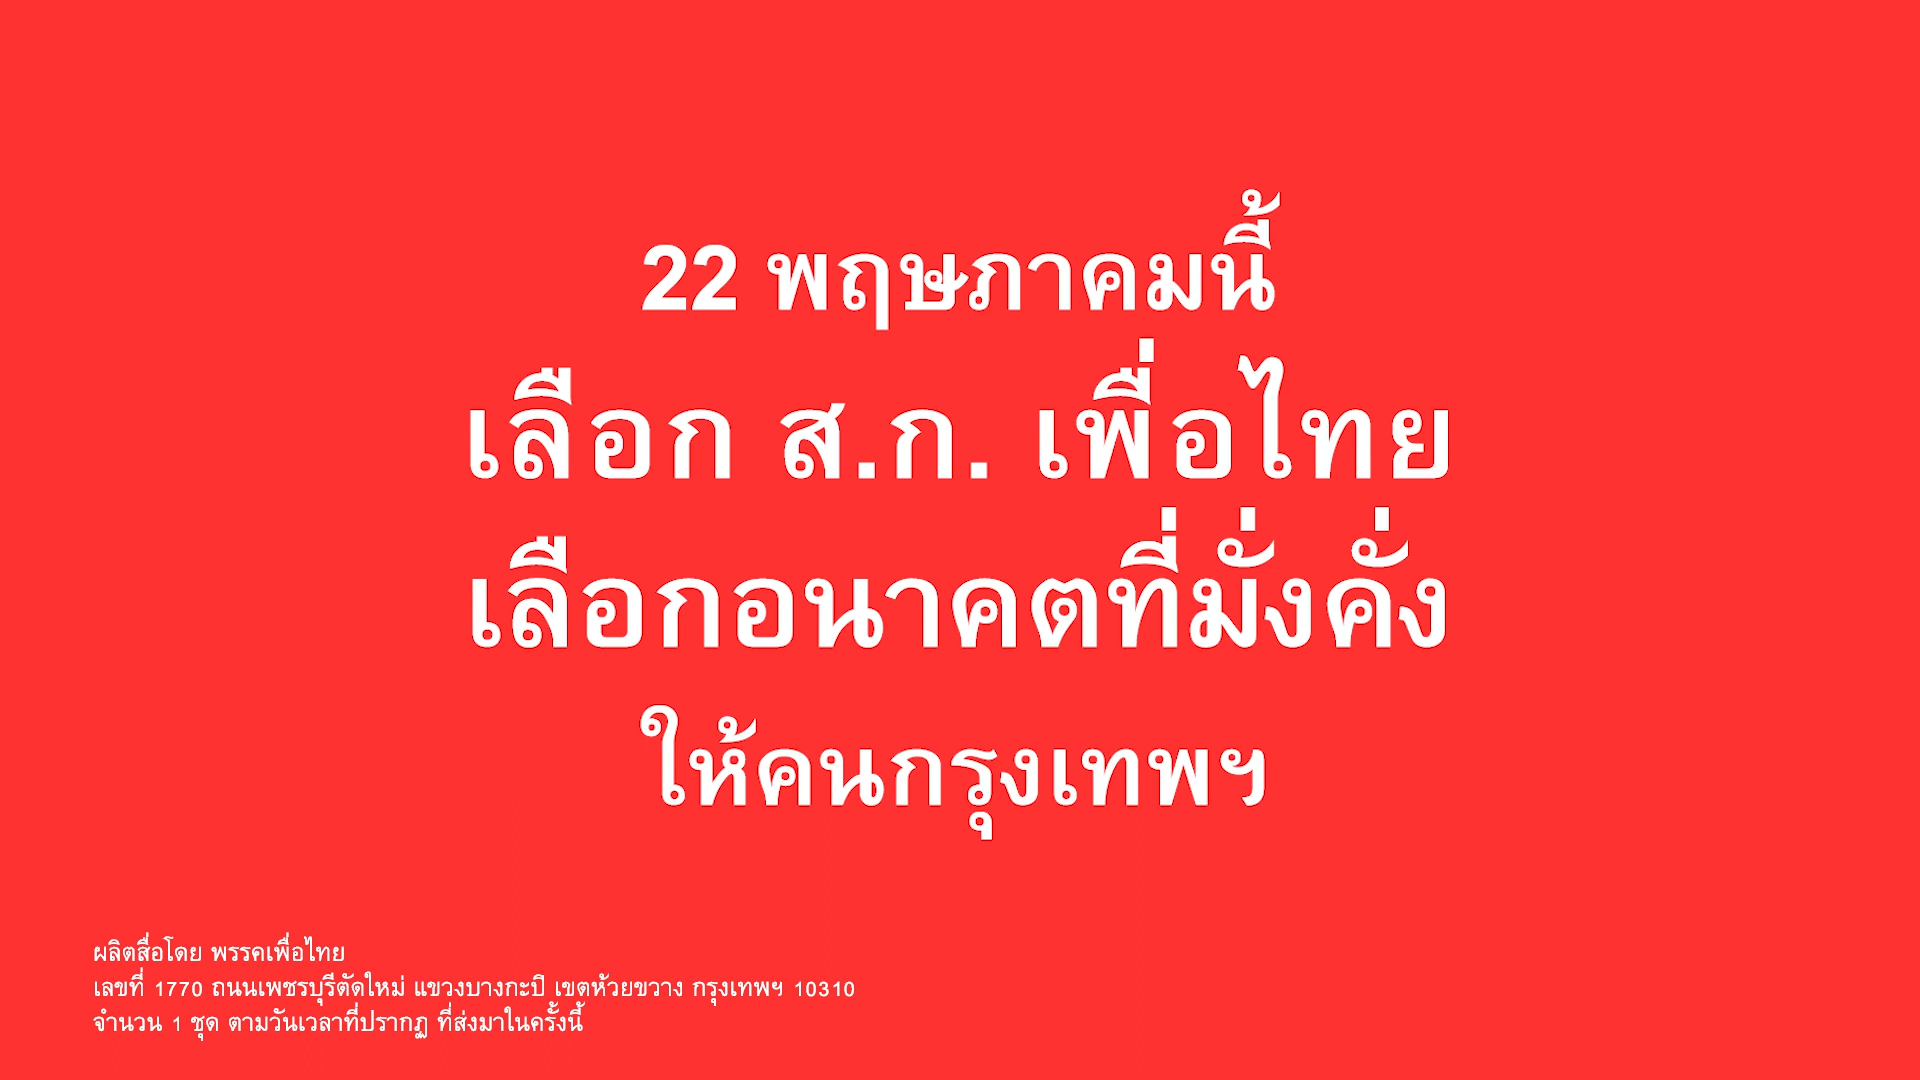 22 พฤษภาคมนี้
เลือก ส.ก. เพื่อไทย
เลือกอนาคตที่มั่งคั่ง
ให้คนกรุงเทพฯ
ผลิตสื่อโดย พรรคเพื่อไทย
เลขที่ 1770 ถนนเพชรบุรีตัดใหม่ แขวงบางกะปิ เขตห้วยขวาง กรุงเทพฯ 10310
จำนวน 1 ชุด ตามวันเวลาที่ปรากฏ ที่ส่งมาในครั้งนี้